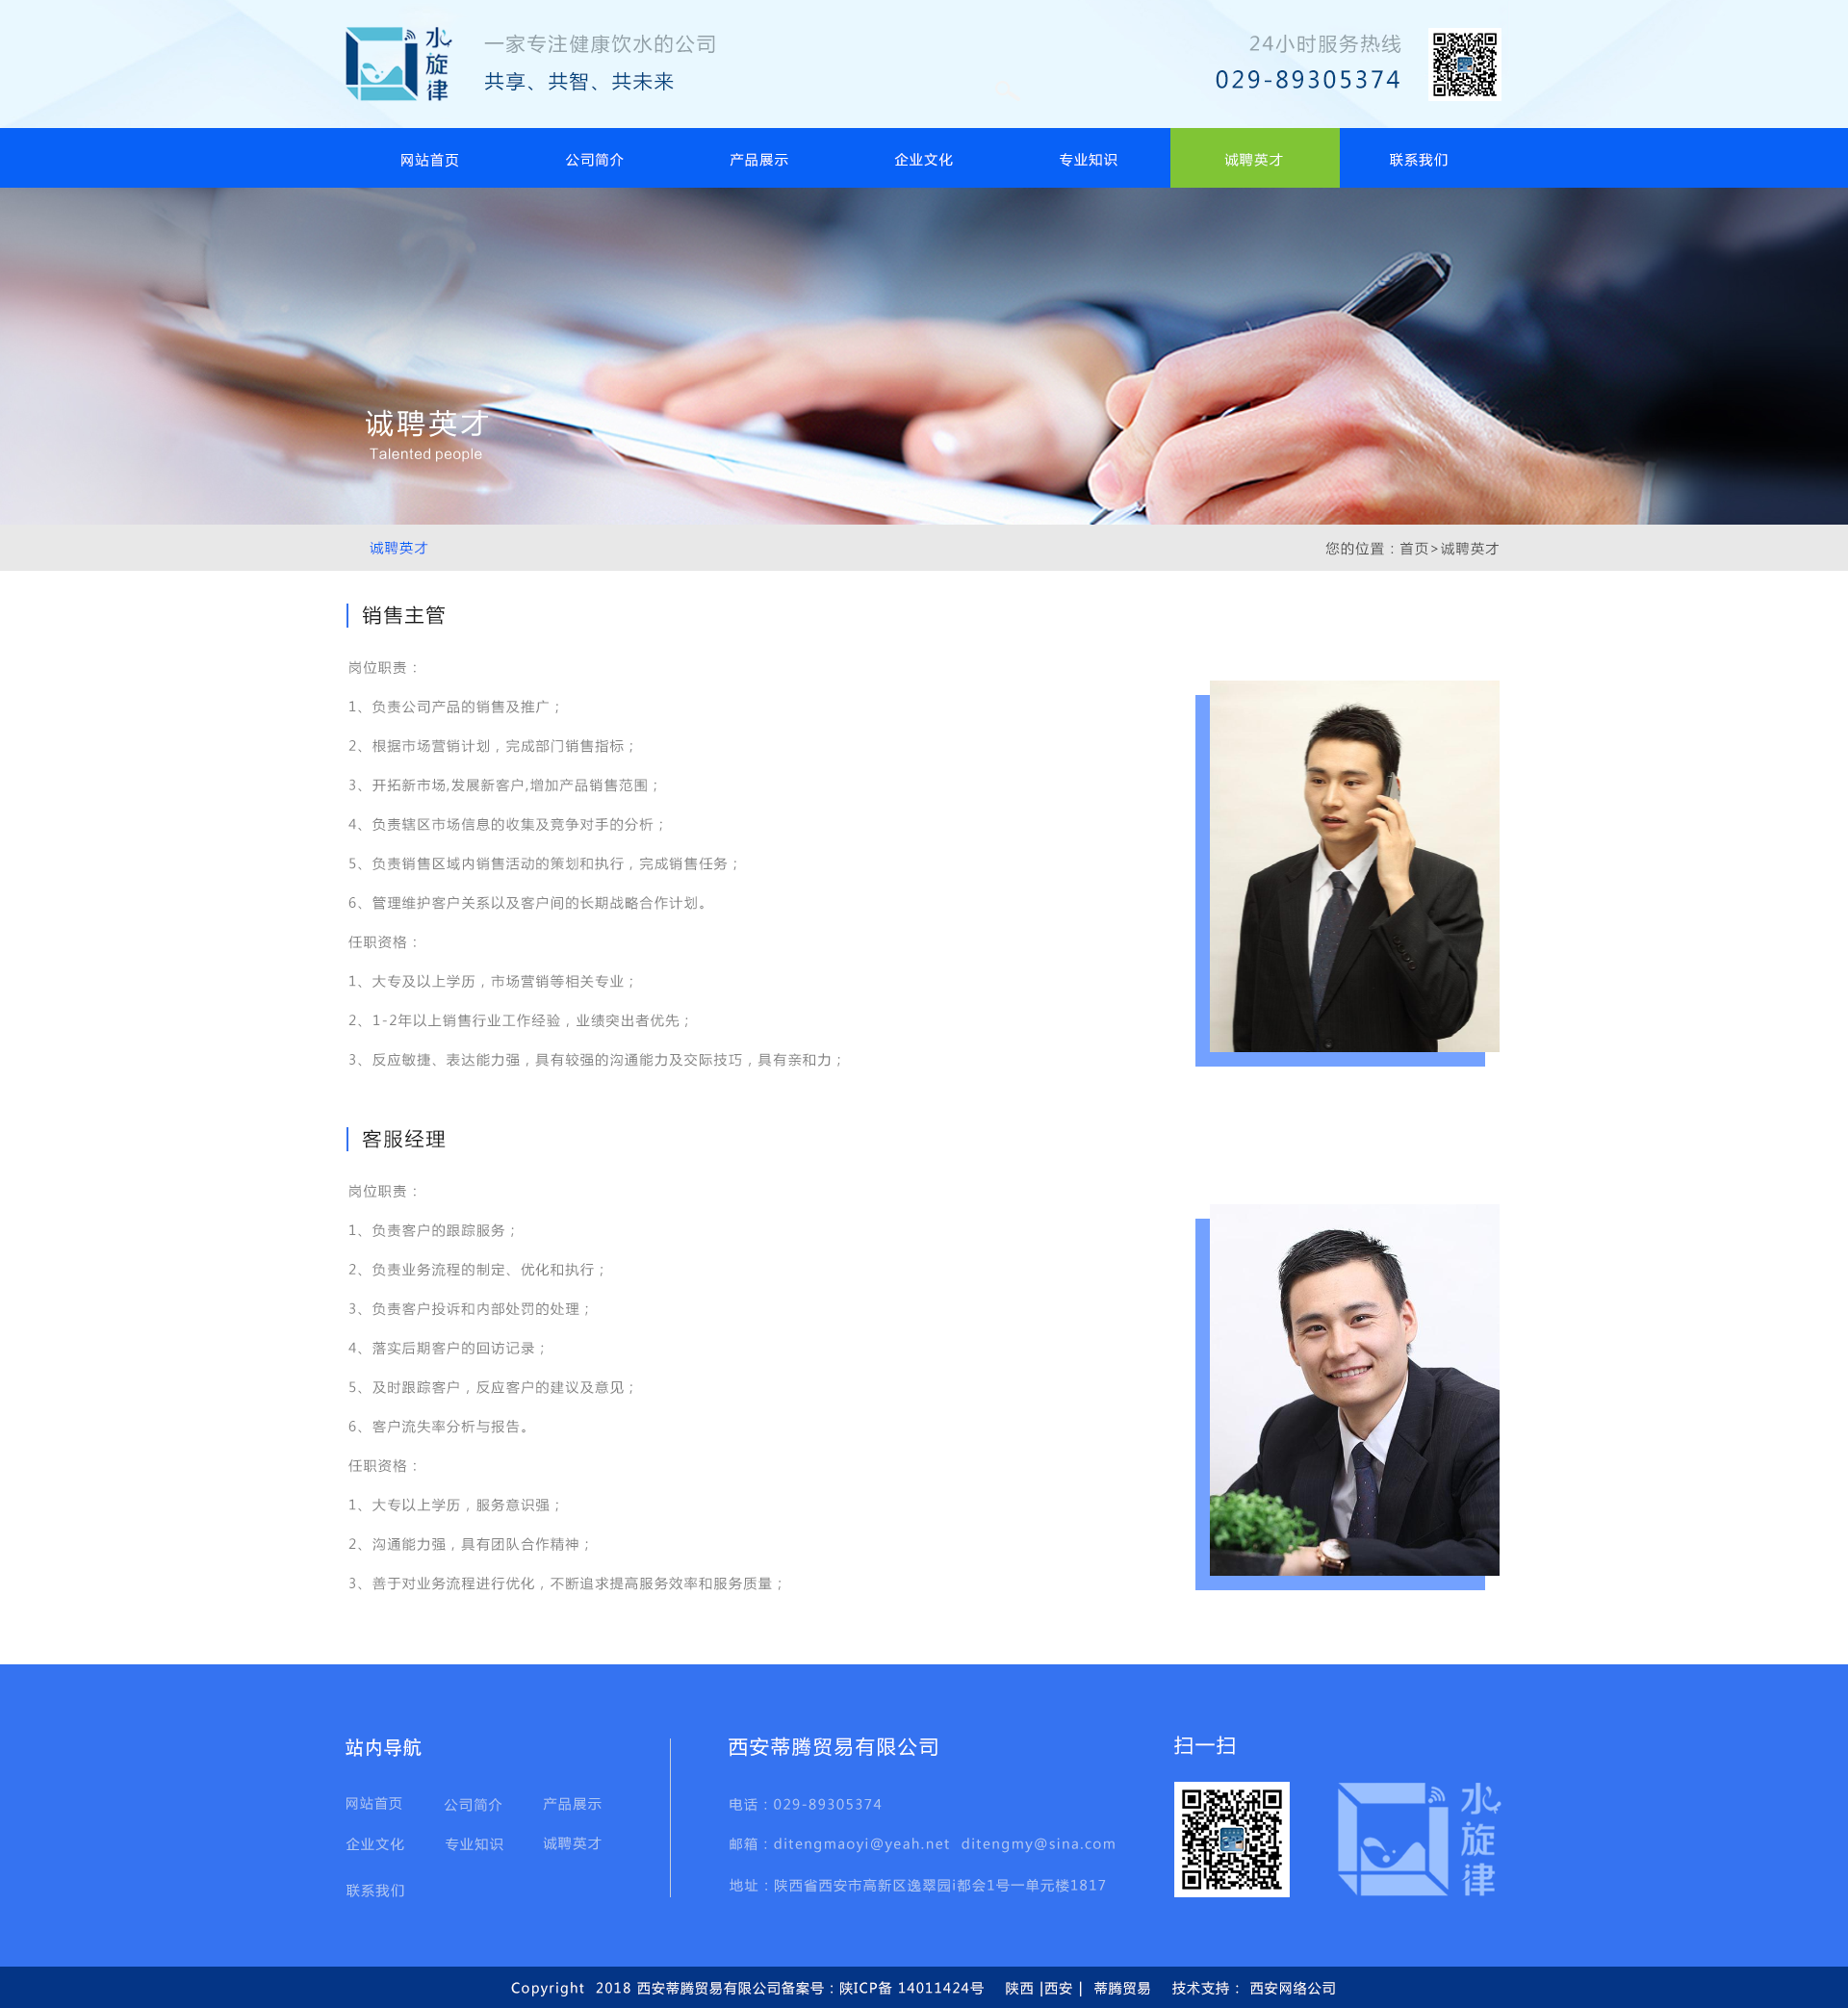 水旋律
一家专注健康饮水的公司
共享、共智、共未来
24小时服务热线
029-89305374
网站首页 公司简介 产品展示 企业文化 专业知识 诚聘英才 联系我们
诚聘英才
Talented people
诚聘英才
您的位置：首页>诚聘英才
销售主管
岗位职责：
1、负责公司产品的销售及推广；
2、根据市场营销计划，完成部门销售指标；
3、开拓新市场,发展新客户,增加产品销售范围；
4、负责辖区市场信息的收集及竞争对手的分析；
5、负责销售区域内销售活动的策划和执行，完成销售任务；
6、管理维护客户关系以及客户间的长期战略合作计划。
任职资格：
1、大专及以上学历，市场营销等相关专业；
2、1-2年以上销售行业工作经验，业绩突出者优先；
3、反应敏捷、表达能力强，具有较强的沟通能力及交际技巧，具有亲和力；
客服经理
岗位职责：
1、负责客户的跟踪服务；
2、负责业务流程的制定、优化和执行；
3、负责客户投诉和内部处罚的处理；
4、落实后期客户的回访记录；
5、及时跟踪客户，反应客户的建议及意见；
6、客户流失率分析与报告。
任职资格：
1、大专以上学历，服务意识强；
2、沟通能力强，具有团队合作精神；
3、善于对业务流程进行优化，不断追求提高服务效率和服务质量；
站内导航
网站首页 公司简介 产品展示
企业文化 专业知识 诚聘英才
联系我们
西安蒂腾贸易有限公司
电话：029-89305374
邮箱：ditengmaoyi@yeah.net ditengmy@sina.com
地址：陕西省西安市高新区逸翠园i都会1号一单元楼1817
扫一扫
水旋律
Copyright 2018 西安蒂腾贸易有限公司备案号：陕ICP备 14011424号 陕西 |西安 | 蒂腾贸易 技术支持： 西安网络公司